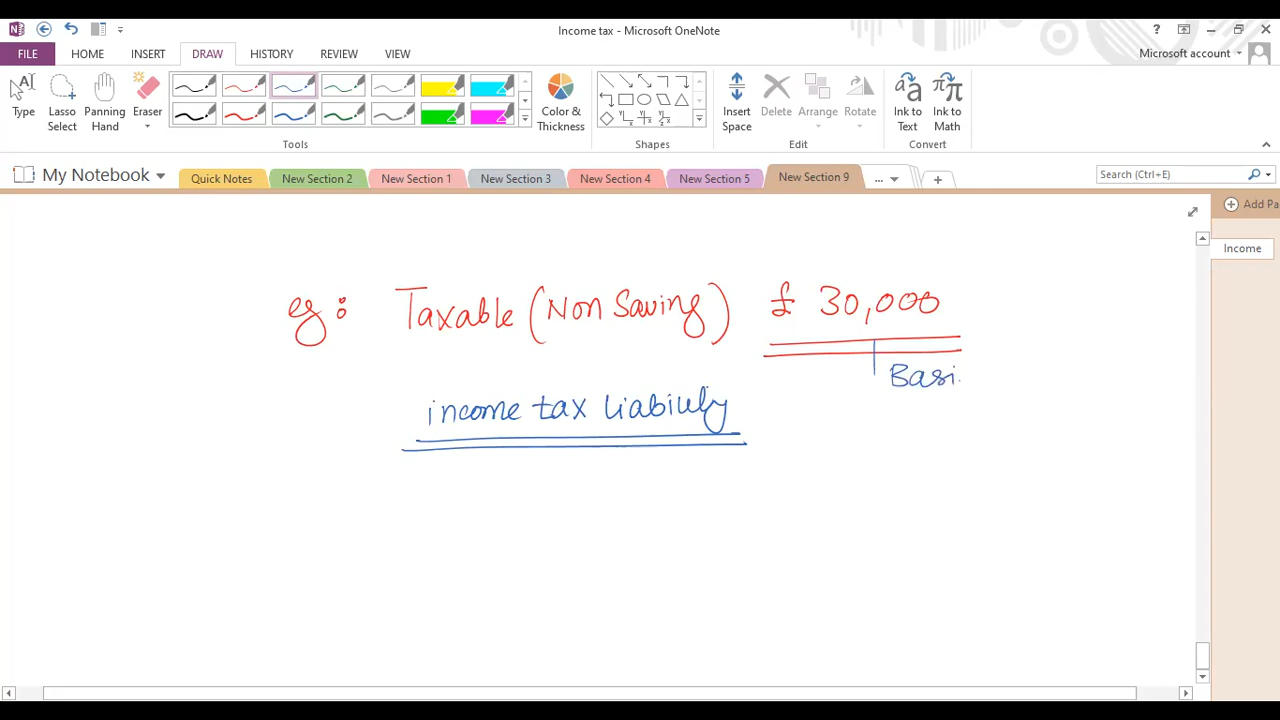 Income tax - Microsoft OneNote
?
FILE HOME INSERT DRAW HISTORY REVIEW VIEW
Microsoft account
Type
Lasso Select
Panning Hand
Eraser
Color & Thickness
Insert Space
Delete
Arrange
Rotate
Ink to Text
Ink to Math
Tools Shapes Edit Convert
My Notebook Quick Notes New Section 2 New Section 1 New Section 3 New Section 4 New Section 5 New Section 9 ... Search (Ctrl+E)
Add Pa
Income
eg: Taxable (Non Saving) £ 30,000
Basi
income tax liability